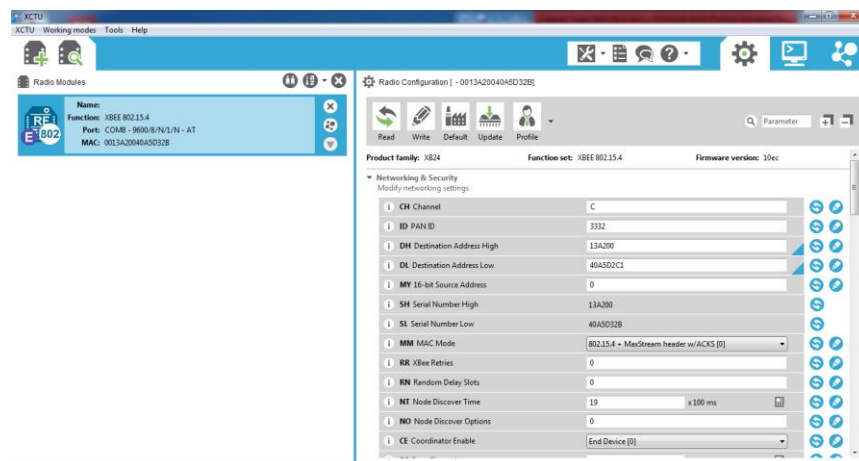 XCTU
XCTU Working modes Tools Help
Radio Modules
Name:
Function: XBEE 802.15.4
Port: COM8 - 9600/8/N/1/N - AT
MAC: 0013A20040A5D32B
RF
E 802
Radio Configuration [ - 0013A20040A5D32B]
Read Write Default Update Profile
Parameter
Product family: XB24 Function set: XBEE 802.15.4 Firmware version: 10ec
Networking & Security
Modify networking settings
i CH Channel C
i ID PAN ID 3332
i DH Destination Address High 13A200
i DL Destination Address Low 40A5D2C1
i MY 16-bit Source Address 0
i SH Serial Number High 13A200
i SL Serial Number Low 40A5D32B
i MM MAC Mode 802.15.4 + MaxStream header w/ACKS [0]
i RR XBee Retries 0
i RN Random Delay Slots 0
i NT Node Discover Time 19 x 100 ms
i NO Node Discover Options 0
i CE Coordinator Enable End Device [0]